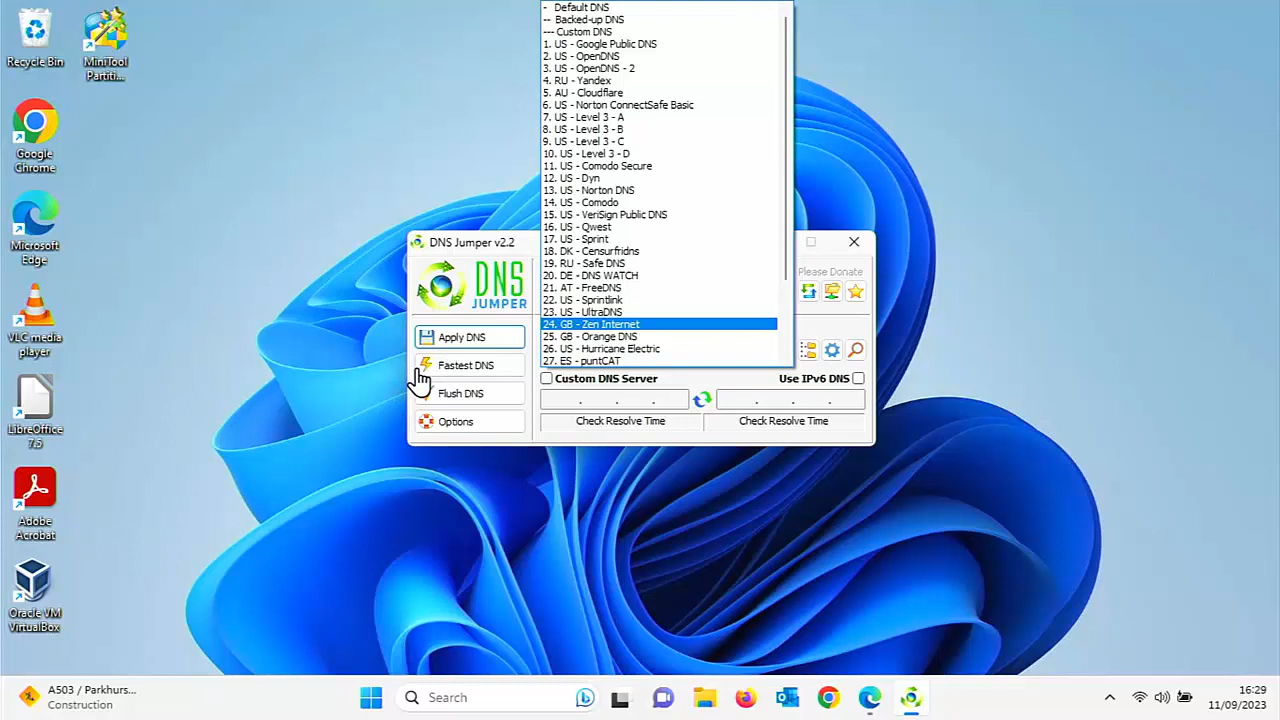 Recycle Bin
MiniTool
Partiti...
Google
Chrome
Microsoft
Edge
VLC media
player
LibreOffice
7.5
Adobe
Acrobat
Oracle VM
VirtualBox
- Default DNS
-- Backed-up DNS
--- Custom DNS
1. US - Google Public DNS
2. US - OpenDNS
3. US - OpenDNS - 2
4. RU - Yandex
5. AU - Cloudflare
6. US - Norton ConnectSafe Basic
7. US - Level 3 - A
8. US - Level 3 - B
9. US - Level 3 - C
10. US - Level 3 - D
11. US - Comodo Secure
12. US - Dyn
13. US - Norton DNS
14. US - Comodo
15. US - VeriSign Public DNS
16. US - Qwest
17. US - Sprint
18. DK - Censurfridns
19. RU - Safe DNS
20. DE - DNS WATCH
21. AT - FreeDNS
22. US - Sprintlink
23. US - UltraDNS
24. GB - Zen Internet
25. GB - Orange DNS
26. US - Hurricane Electric
27. ES - puntCAT
DNS Jumper v2.2
Please Donate
DNS
JUMPER
Apply DNS
Fastest DNS
Flush DNS
Options
Custom DNS Server
Use IPv6 DNS
. . .
. . .
Check Resolve Time
Check Resolve Time
A503 / Parkhurs...
Construction
Search
16:29
11/09/2023